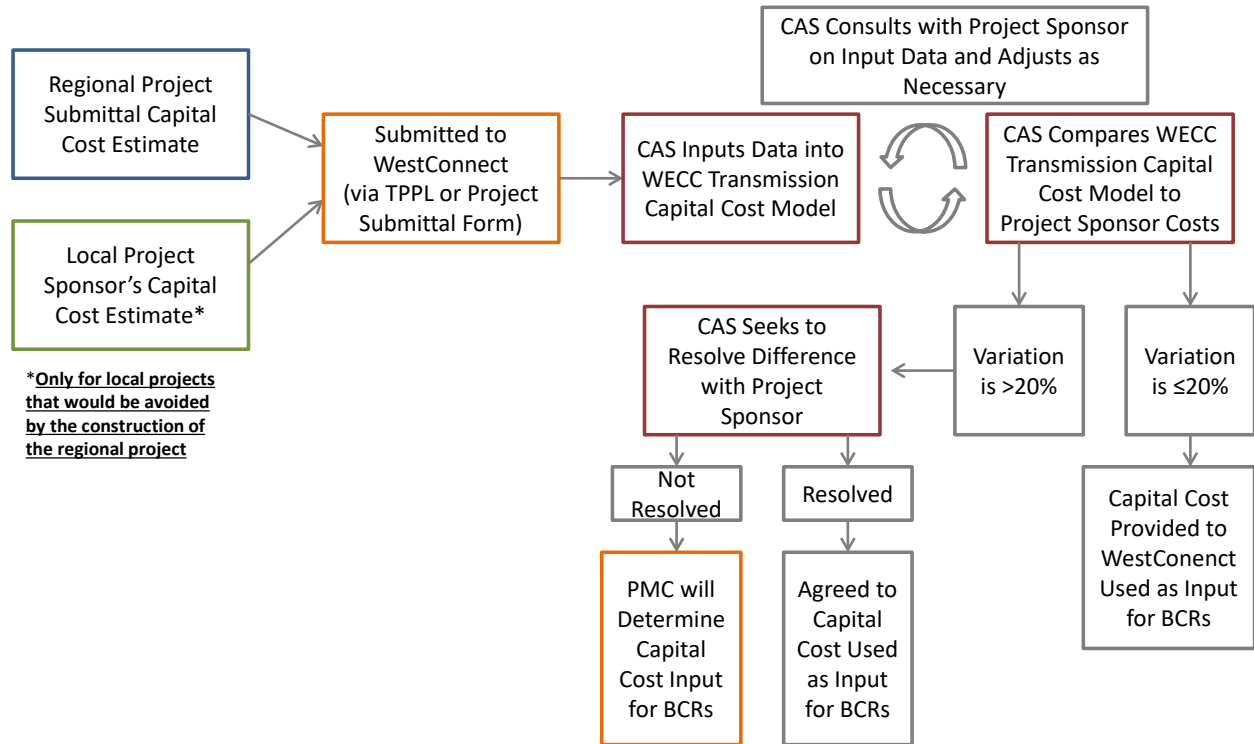 Regional Project
Submittal Capital
Cost Estimate
Local Project
Sponsor’s Capital
Cost Estimate*
*Only for local projects
that would be avoided
by the construction of
the regional project
Submitted to
WestConnect
(via TPPL or Project
Submittal Form)
CAS Inputs Data into
WECC Transmission
Capital Cost Model
CAS Consults with Project Sponsor
on Input Data and Adjusts as
Necessary
CAS Compares WECC
Transmission Capital
Cost Model to
Project Sponsor Costs
Variation
is >20%
Variation
is ≤20%
CAS Seeks to
Resolve Difference
with Project
Sponsor
Not
Resolved
Resolved
PMC will
Determine
Capital
Cost Input
for BCRs
Agreed to
Capital
Cost Used
as Input
for BCRs
Capital Cost
Provided to
WestConenct
Used as Input
for BCRs